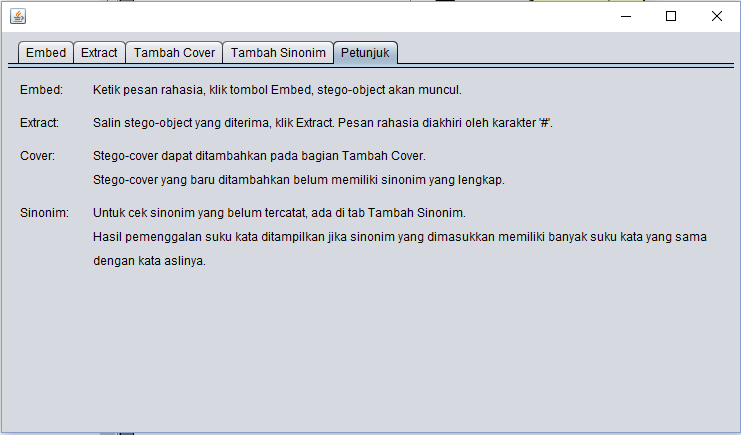 Embed Extract Tambah Cover Tambah Sinonim Petunjuk
Embed: Ketik pesan rahasia, klik tombol Embed, stego-object akan muncul.
Extract: Salin stego-object yang diterima, klik Extract. Pesan rahasia diakhiri oleh karakter '#'.
Cover: Stego-cover dapat ditambahkan pada bagian Tambah Cover.
Stego-cover yang baru ditambahkan belum memiliki sinonim yang lengkap.
Sinonim: Untuk cek sinonim yang belum tercatat, ada di tab Tambah Sinonim.
Hasil pemenggalan suku kata ditampilkan jika sinonim yang dimasukkan memiliki banyak suku kata yang sama
dengan kata aslinya.